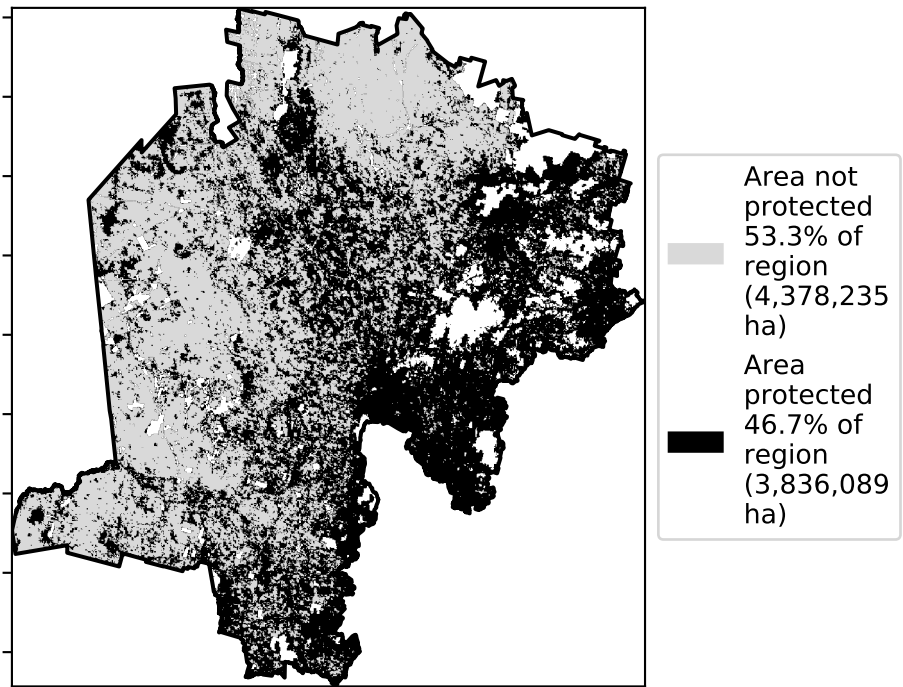 Area not
protected
53.3% of
region
(4,378,235
ha)
Area
protected
46.7% of
region
(3,836,089
ha)